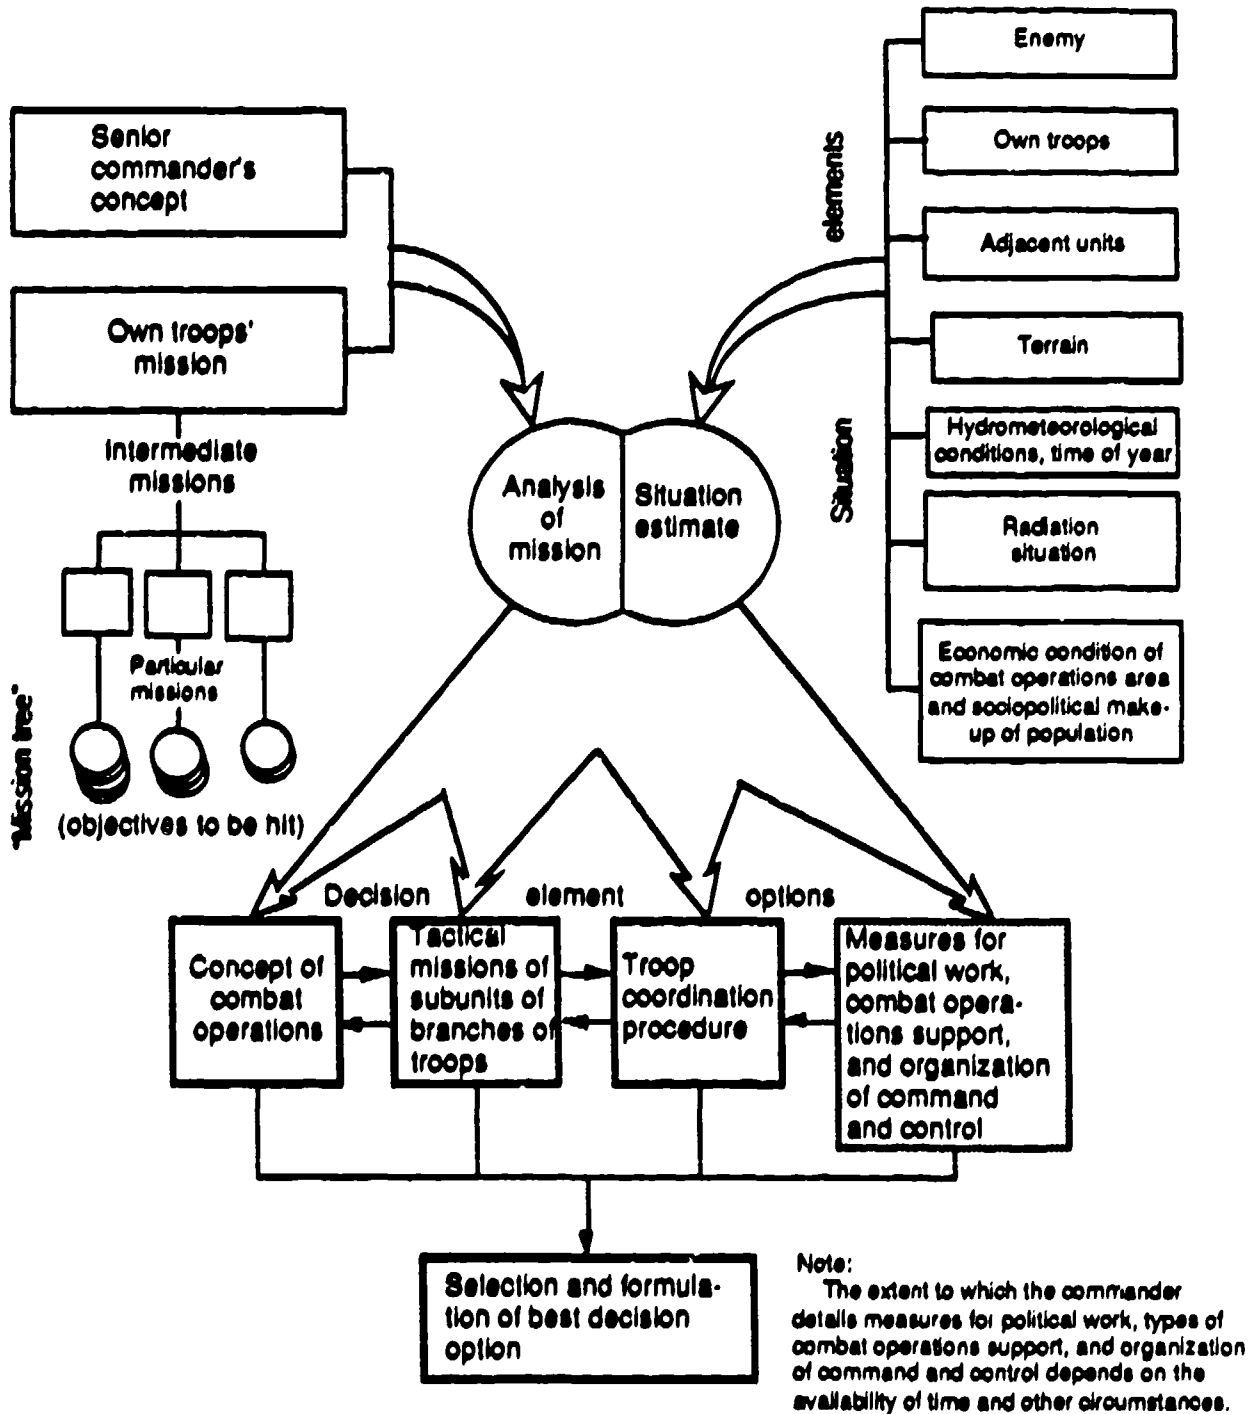 Senior
commander's
concept
Own troops'
mission
Intermediate
missions
Particular
missions
"Mission tree"
(objectives to be hit)
Analysis
of
mission
Situation
estimate
Situation elements
Enemy
Own troops
Adjacent units
Terrain
Hydrometeorological
conditions, time of year
Radiation
situation
Economic condition of
combat operations area
and sociopolitical make-
up of population
Decision element options
Concept of
combat
operations
Tactical
missions of
subunits of
branches of
troops
Troop
coordination
procedure
Measures for
political work,
combat opera-
tions support,
and organization
of command
and control
Selection and formula-
tion of best decision
option
Note:
The extent to which the commander
details measures for political work, types of
combat operations support, and organization
of command and control depends on the
availability of time and other circumstances.